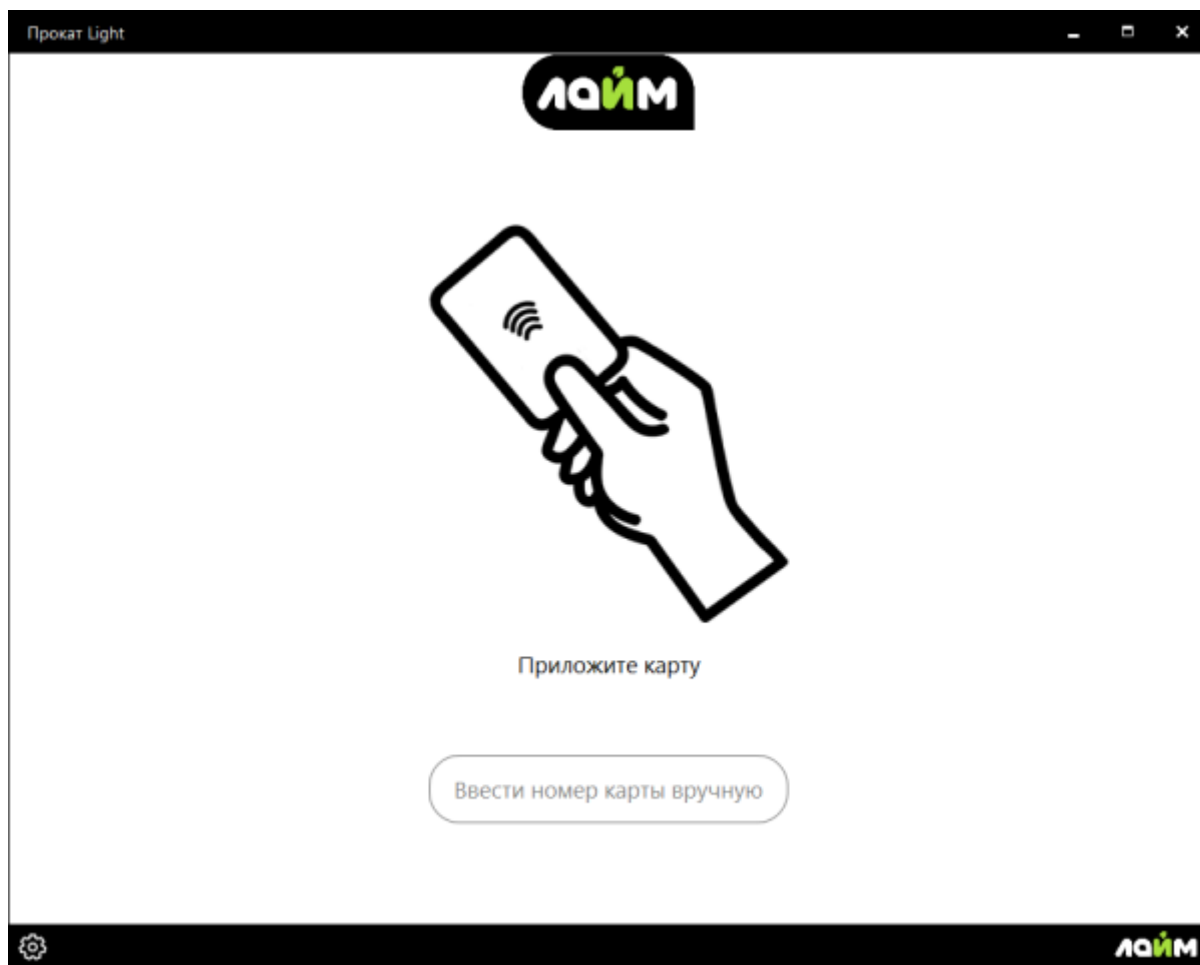 Прокат Light
лайм
Приложите карту
Ввести номер карты вручную
лайм